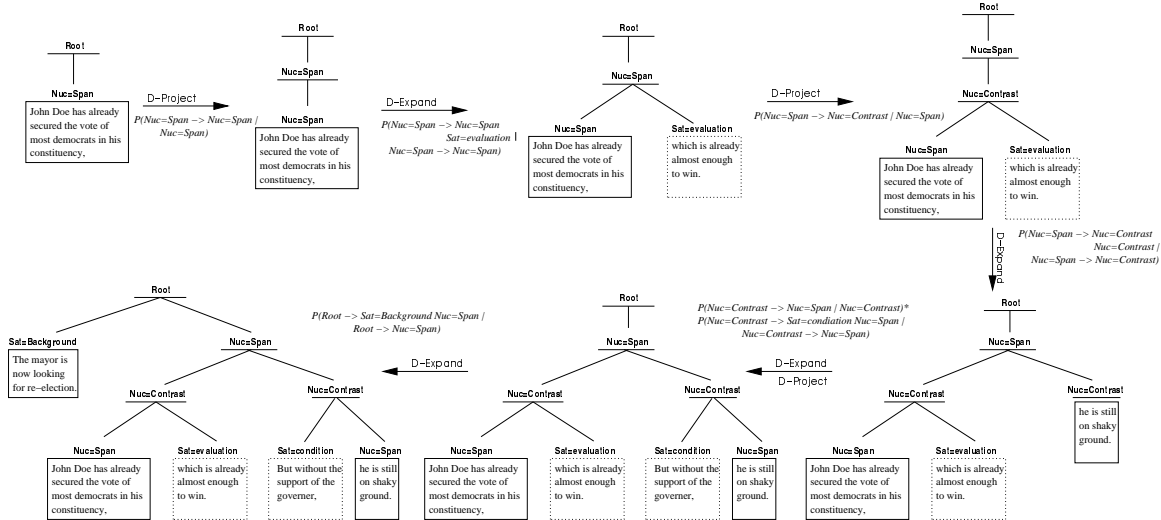 Root
Nuc=Span
John Doe has already
secured the vote of
most democrats in his
constituency,
D-Project
P(Nuc=Span -> Nuc=Span |
Nuc=Span)
Root
Nuc=Span
Nuc=Span
John Doe has already
secured the vote of
most democrats in his
constituency,
D-Expand
P(Nuc=Span -> Nuc=Span
Sat=evaluation |
Nuc=Span -> Nuc=Span)
Root
Nuc=Span
Nuc=Span
Sat=evaluation
John Doe has already
secured the vote of
most democrats in his
constituency,
which is already
almost enough
to win.
D-Project
P(Nuc=Span -> Nuc=Contrast | Nuc=Span)
Root
Nuc=Span
Nuc=Contrast
Nuc=Span
Sat=evaluation
John Doe has already
secured the vote of
most democrats in his
constituency,
which is already
almost enough
to win.
D-Expand
P(Nuc=Span -> Nuc=Contrast
Nuc=Contrast |
Nuc=Span -> Nuc=Contrast)
Root
Sat=Background
The mayor is
now looking
for re-election.
Nuc=Span
Nuc=Contrast
Nuc=Contrast
Nuc=Span
Sat=evaluation
Sat=condition
Nuc=Span
John Doe has already
secured the vote of
most democrats in his
constituency,
which is already
almost enough
to win.
But without the
support of the
governer,
he is still
on shaky
ground.
P(Root -> Sat=Background Nuc=Span |
Root -> Nuc=Span)
D-Expand
Root
Nuc=Span
Nuc=Contrast
Nuc=Contrast
Nuc=Span
Sat=evaluation
Sat=condition
Nuc=Span
John Doe has already
secured the vote of
most democrats in his
constituency,
which is already
almost enough
to win.
But without the
support of the
governer,
he is still
on shaky
ground.
P(Nuc=Contrast -> Nuc=Span | Nuc=Contrast)*
P(Nuc=Contrast -> Sat=condiation Nuc=Span |
Nuc=Contrast -> Nuc=Span)
D-Expand
D-Project
Root
Nuc=Span
Nuc=Contrast
Nuc=Contrast
he is still
on shaky
ground.
Nuc=Span
Sat=evaluation
John Doe has already
secured the vote of
most democrats in his
constituency,
which is already
almost enough
to win.